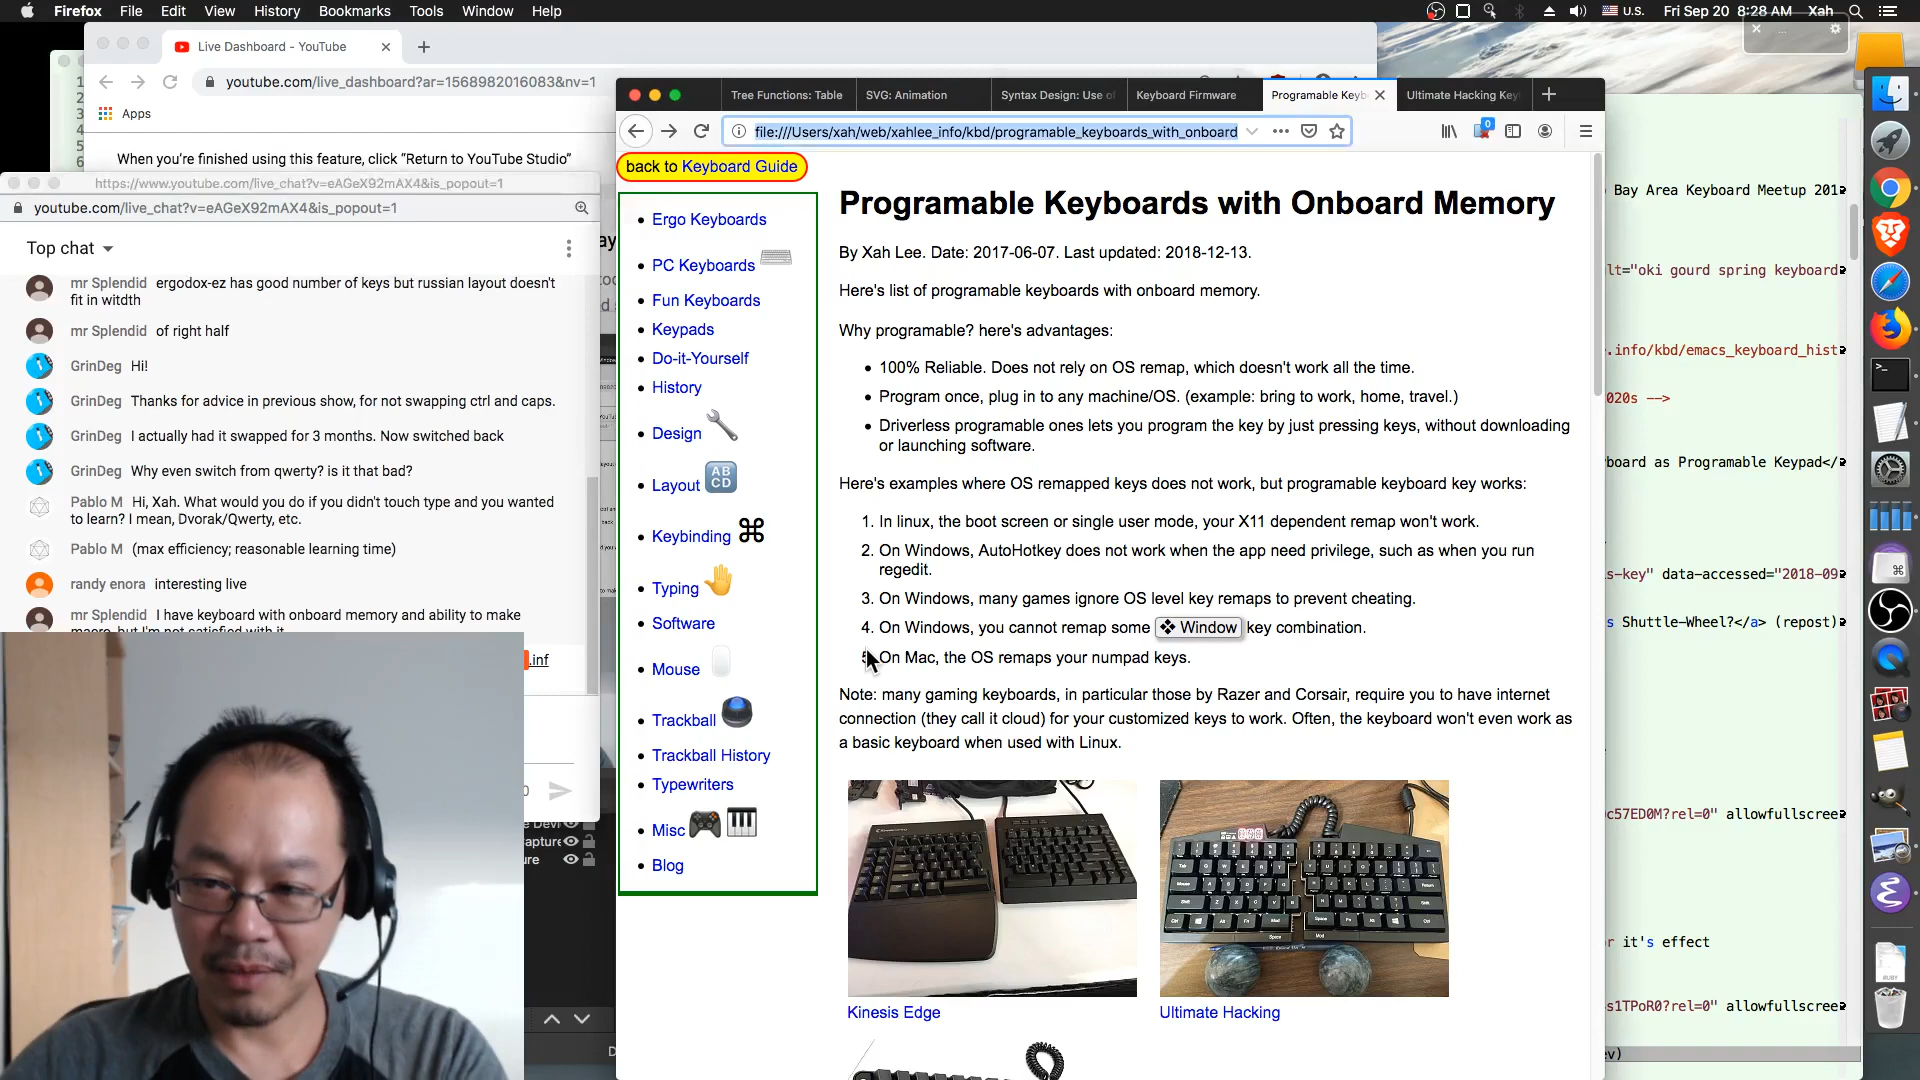 Firefox File Edit View History Bookmarks Tools Window Help
U.S. Fri Sep 20 8:28 AM Xah
Live Dashboard - YouTube
youtube.com/live_dashboard?ar=1568982016083&nv=1
Apps
When you're finished using this feature, click “Return to YouTube Studio”
https://www.youtube.com/live_chat?v=eAGeX92mAX4&is_popout=1
youtube.com/live_chat?v=eAGeX92mAX4&is_popout=1
Top chat
mr Splendid ergodox-ez has good number of keys but russian layout doesn't
fit in witdth
mr Splendid of right half
GrinDeg Hi!
GrinDeg Thanks for advice in previous show, for not swapping ctrl and caps.
GrinDeg I actually had it swapped for 3 months. Now switched back
GrinDeg Why even switch from qwerty? is it that bad?
Pablo M Hi, Xah. What would you do if you didn't touch type and you wanted
to learn? I mean, Dvorak/Qwerty, etc.
Pablo M (max efficiency; reasonable learning time)
randy enora interesting live
mr Splendid I have keyboard with onboard memory and ability to make
macro, but I'm not satisfied with it
.inf
Tree Functions: Table
SVG: Animation
Syntax Design: Use of
Keyboard Firmware
Programable Keyb
Ultimate Hacking Key
file:///Users/xah/web/xahlee_info/kbd/programable_keyboards_with_onboard
0
back to Keyboard Guide
Ergo Keyboards
PC Keyboards
Fun Keyboards
Keypads
Do-it-Yourself
History
Design
Layout
AB
CD
Keybinding
Typing
Software
Mouse
Trackball
Trackball History
Typewriters
Misc
Blog
Programable Keyboards with Onboard Memory
By Xah Lee. Date: 2017-06-07. Last updated: 2018-12-13.
Here's list of programable keyboards with onboard memory.
Why programable? here's advantages:
100% Reliable. Does not rely on OS remap, which doesn't work all the time.
Program once, plug in to any machine/OS. (example: bring to work, home, travel.)
Driverless programable ones lets you program the key by just pressing keys, without downloading
or launching software.
Here's examples where OS remapped keys does not work, but programable keyboard key works:
1. In linux, the boot screen or single user mode, your X11 dependent remap won't work.
2. On Windows, AutoHotkey does not work when the app need privilege, such as when you run
regedit.
3. On Windows, many games ignore OS level key remaps to prevent cheating.
4. On Windows, you cannot remap some ❖ Window key combination.
On Mac, the OS remaps your numpad keys.
Note: many gaming keyboards, in particular those by Razer and Corsair, require you to have internet
connection (they call it cloud) for your customized keys to work. Often, the keyboard won't even work as
a basic keyboard when used with Linux.
Kinesis Edge
Ultimate Hacking
Bay Area Keyboard Meetup 201
lt="oki gourd spring keyboard
.info/kbd/emacs_keyboard_hist
020s -->
board as Programable Keypad</
s-key" data-accessed="2018-09
s Shuttle-Wheel?</a> (repost)
c57ED0M?rel=0" allowfullscree
r it's effect
s1TPoR0?rel=0" allowfullscree